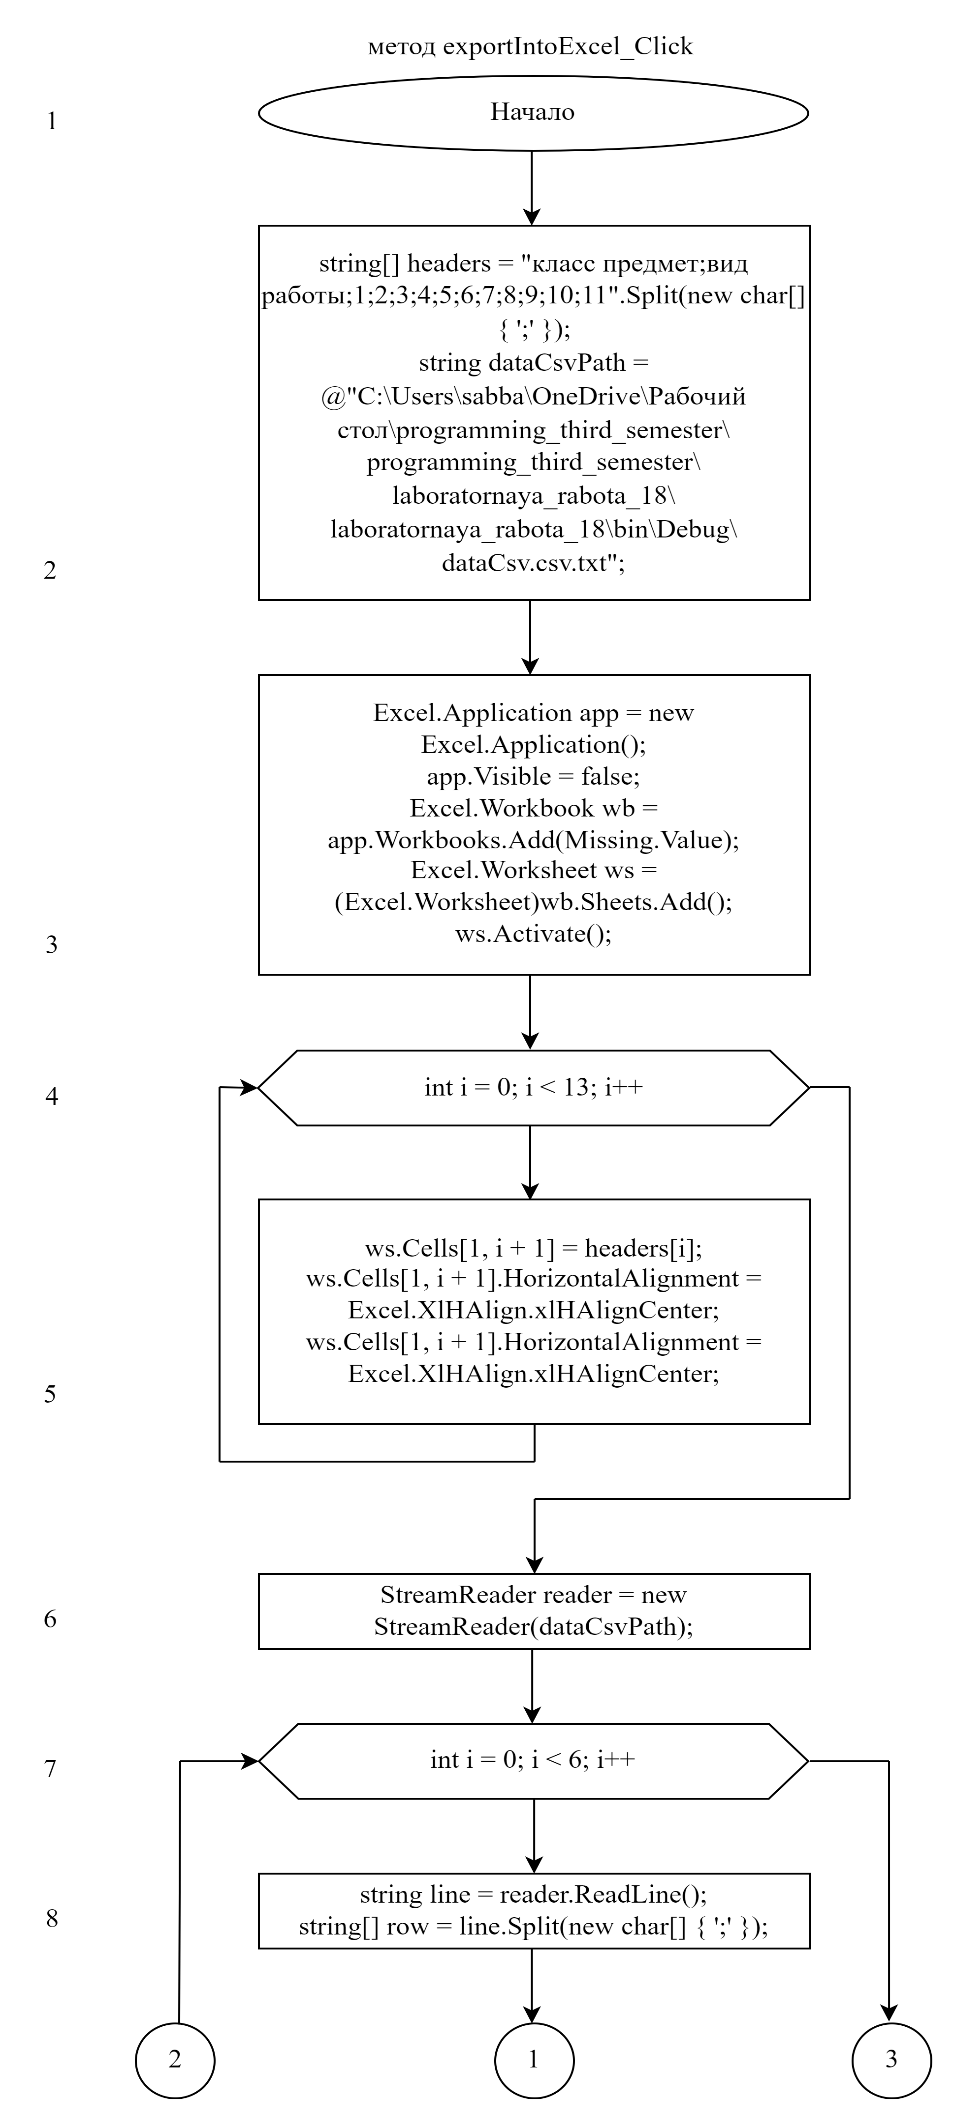 метод exportIntoExcel_Click
1
Начало
string[] headers = "класс предмет;вид
работы;1;2;3;4;5;6;7;8;9;10;11".Split(new char[]
{ ';' });
string dataCsvPath =
@"C:\Users\sabba\OneDrive\Рабочий
стол\programming_third_semester\
programming_third_semester\
laboratornaya_rabota_18\
laboratornaya_rabota_18\bin\Debug\
dataCsv.csv.txt";
2
Excel.Application app = new
Excel.Application();
app.Visible = false;
Excel.Workbook wb =
app.Workbooks.Add(Missing.Value);
Excel.Worksheet ws =
(Excel.Worksheet)wb.Sheets.Add();
ws.Activate();
3
4
int i = 0; i < 13; i++
ws.Cells[1, i + 1] = headers[i];
ws.Cells[1, i + 1].HorizontalAlignment =
Excel.XlHAlign.xlHAlignCenter;
ws.Cells[1, i + 1].HorizontalAlignment =
Excel.XlHAlign.xlHAlignCenter;
5
6
StreamReader reader = new
StreamReader(dataCsvPath);
7
int i = 0; i < 6; i++
8
string line = reader.ReadLine();
string[] row = line.Split(new char[] { ';' });
2
1
3